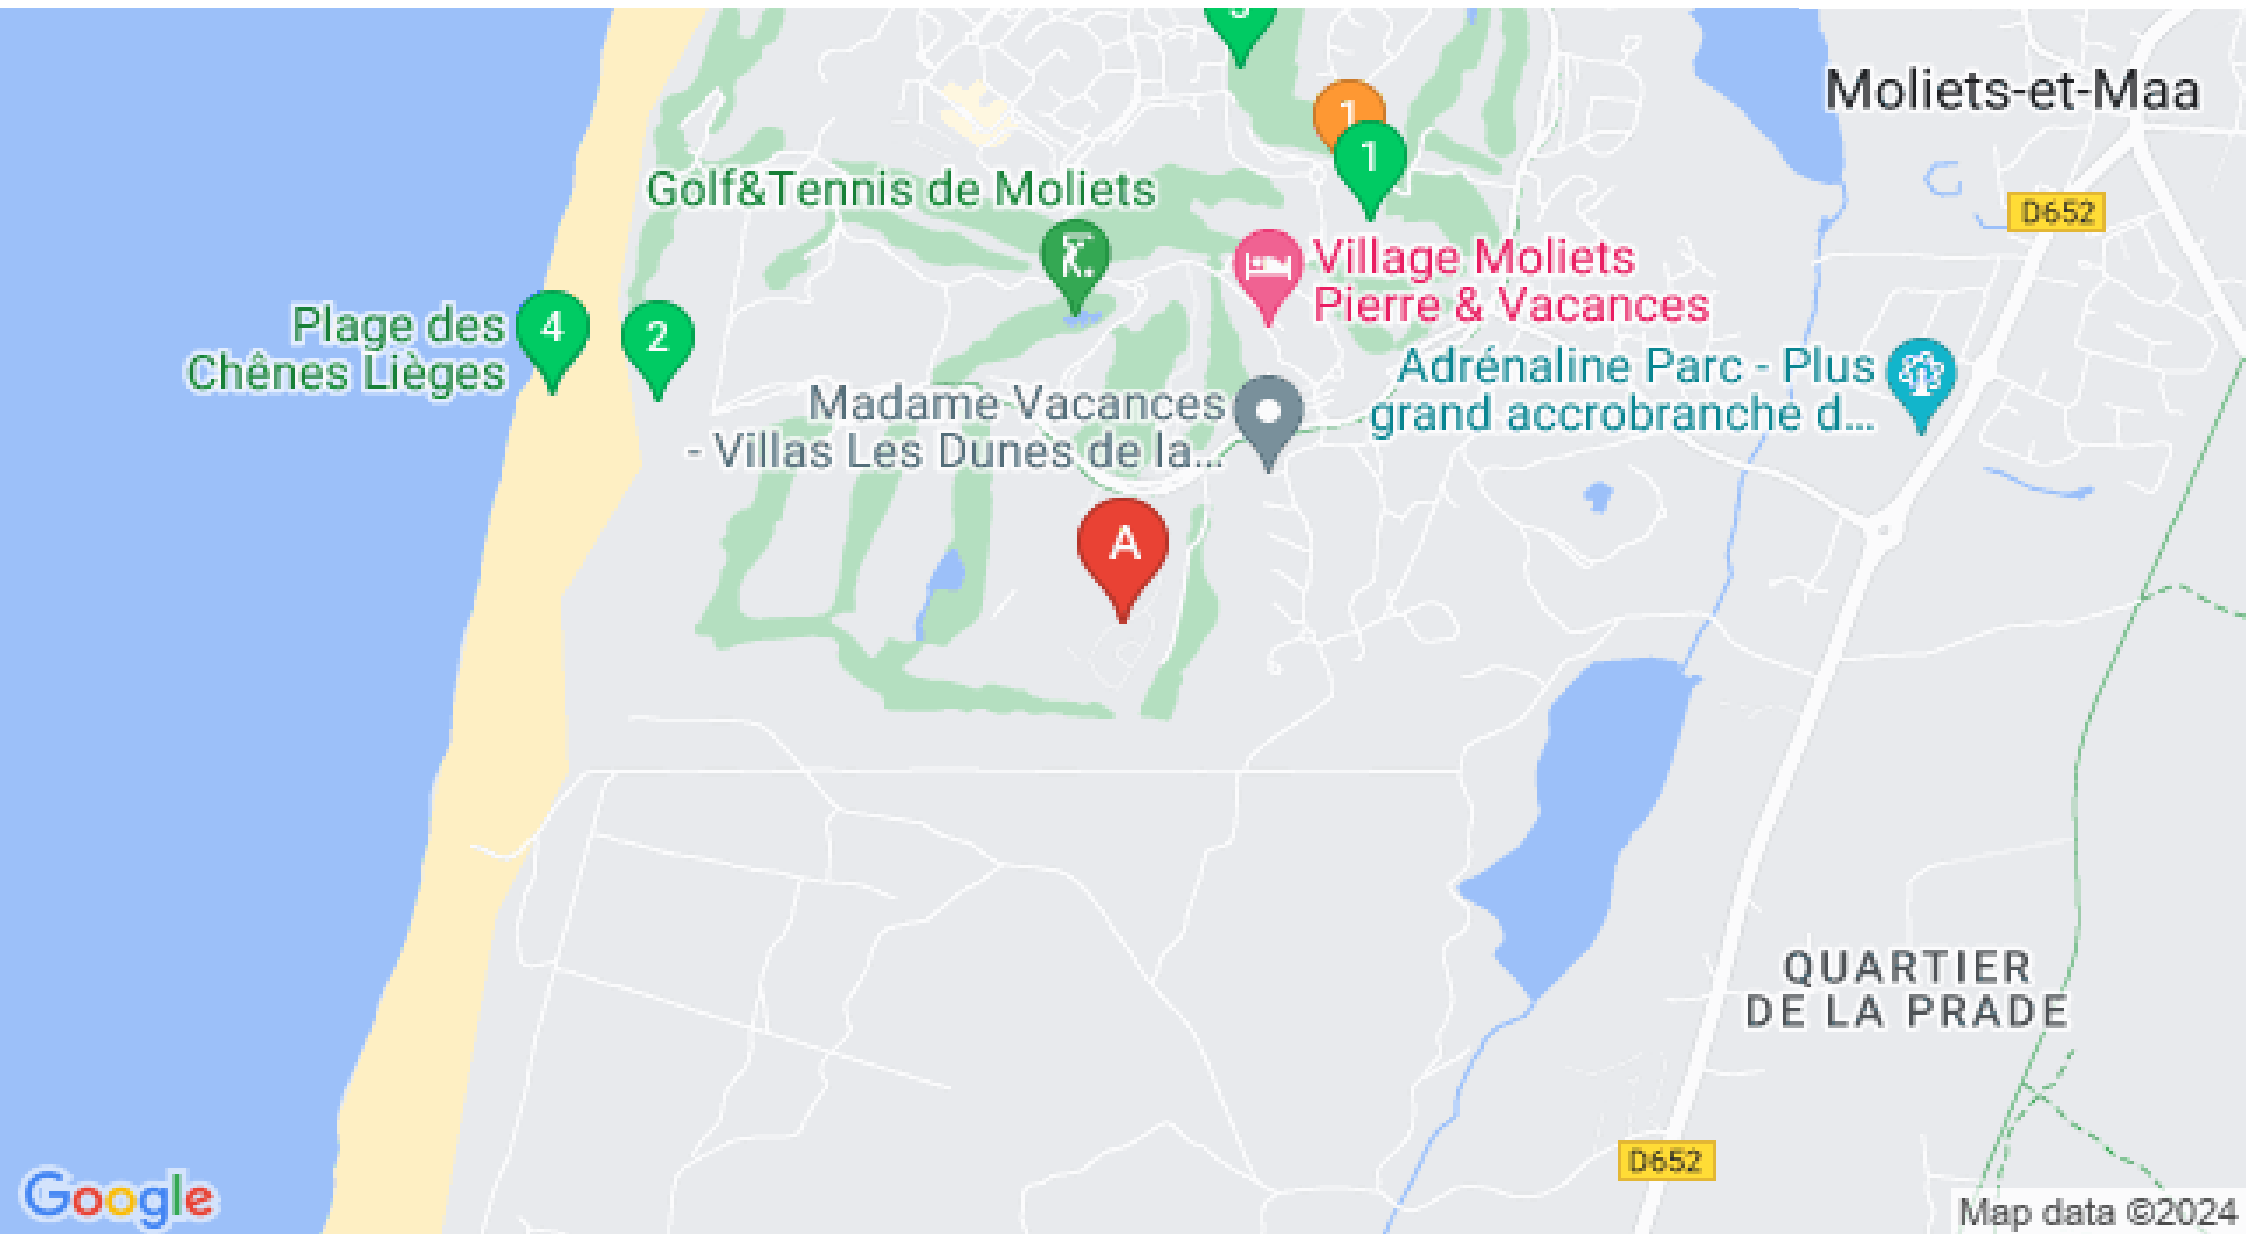 3
Moliets-et-Maa
1
1
Golf&Tennis de Moliets
D652
Village Moliets
Pierre & Vacances
Plage des
Chênes Lièges
4
2
Adrénaline Parc - Plus
grand accrobranche d...
Madame Vacances
- Villas Les Dunes de la...
A
QUARTIER
DE LA PRADE
D652
Google
Map data ©2024